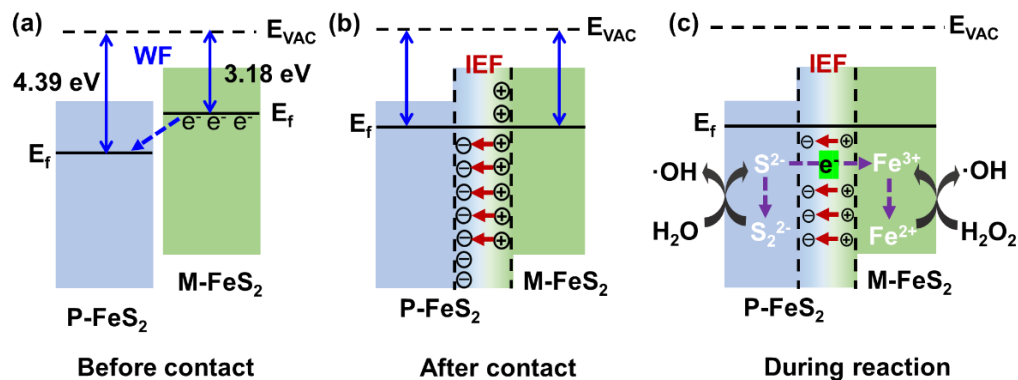 (a)
E_VAC
WF
4.39 eV
3.18 eV
e⁻ e⁻ e⁻
E_f
E_f
M-FeS₂
P-FeS₂
Before contact
(b)
E_VAC
IEF
E_f
M-FeS₂
P-FeS₂
After contact
(c)
E_VAC
IEF
E_f
·OH
S²⁻
e⁻
Fe³⁺
·OH
H₂O
S₂²⁻
Fe²⁺
H₂O₂
M-FeS₂
P-FeS₂
During reaction